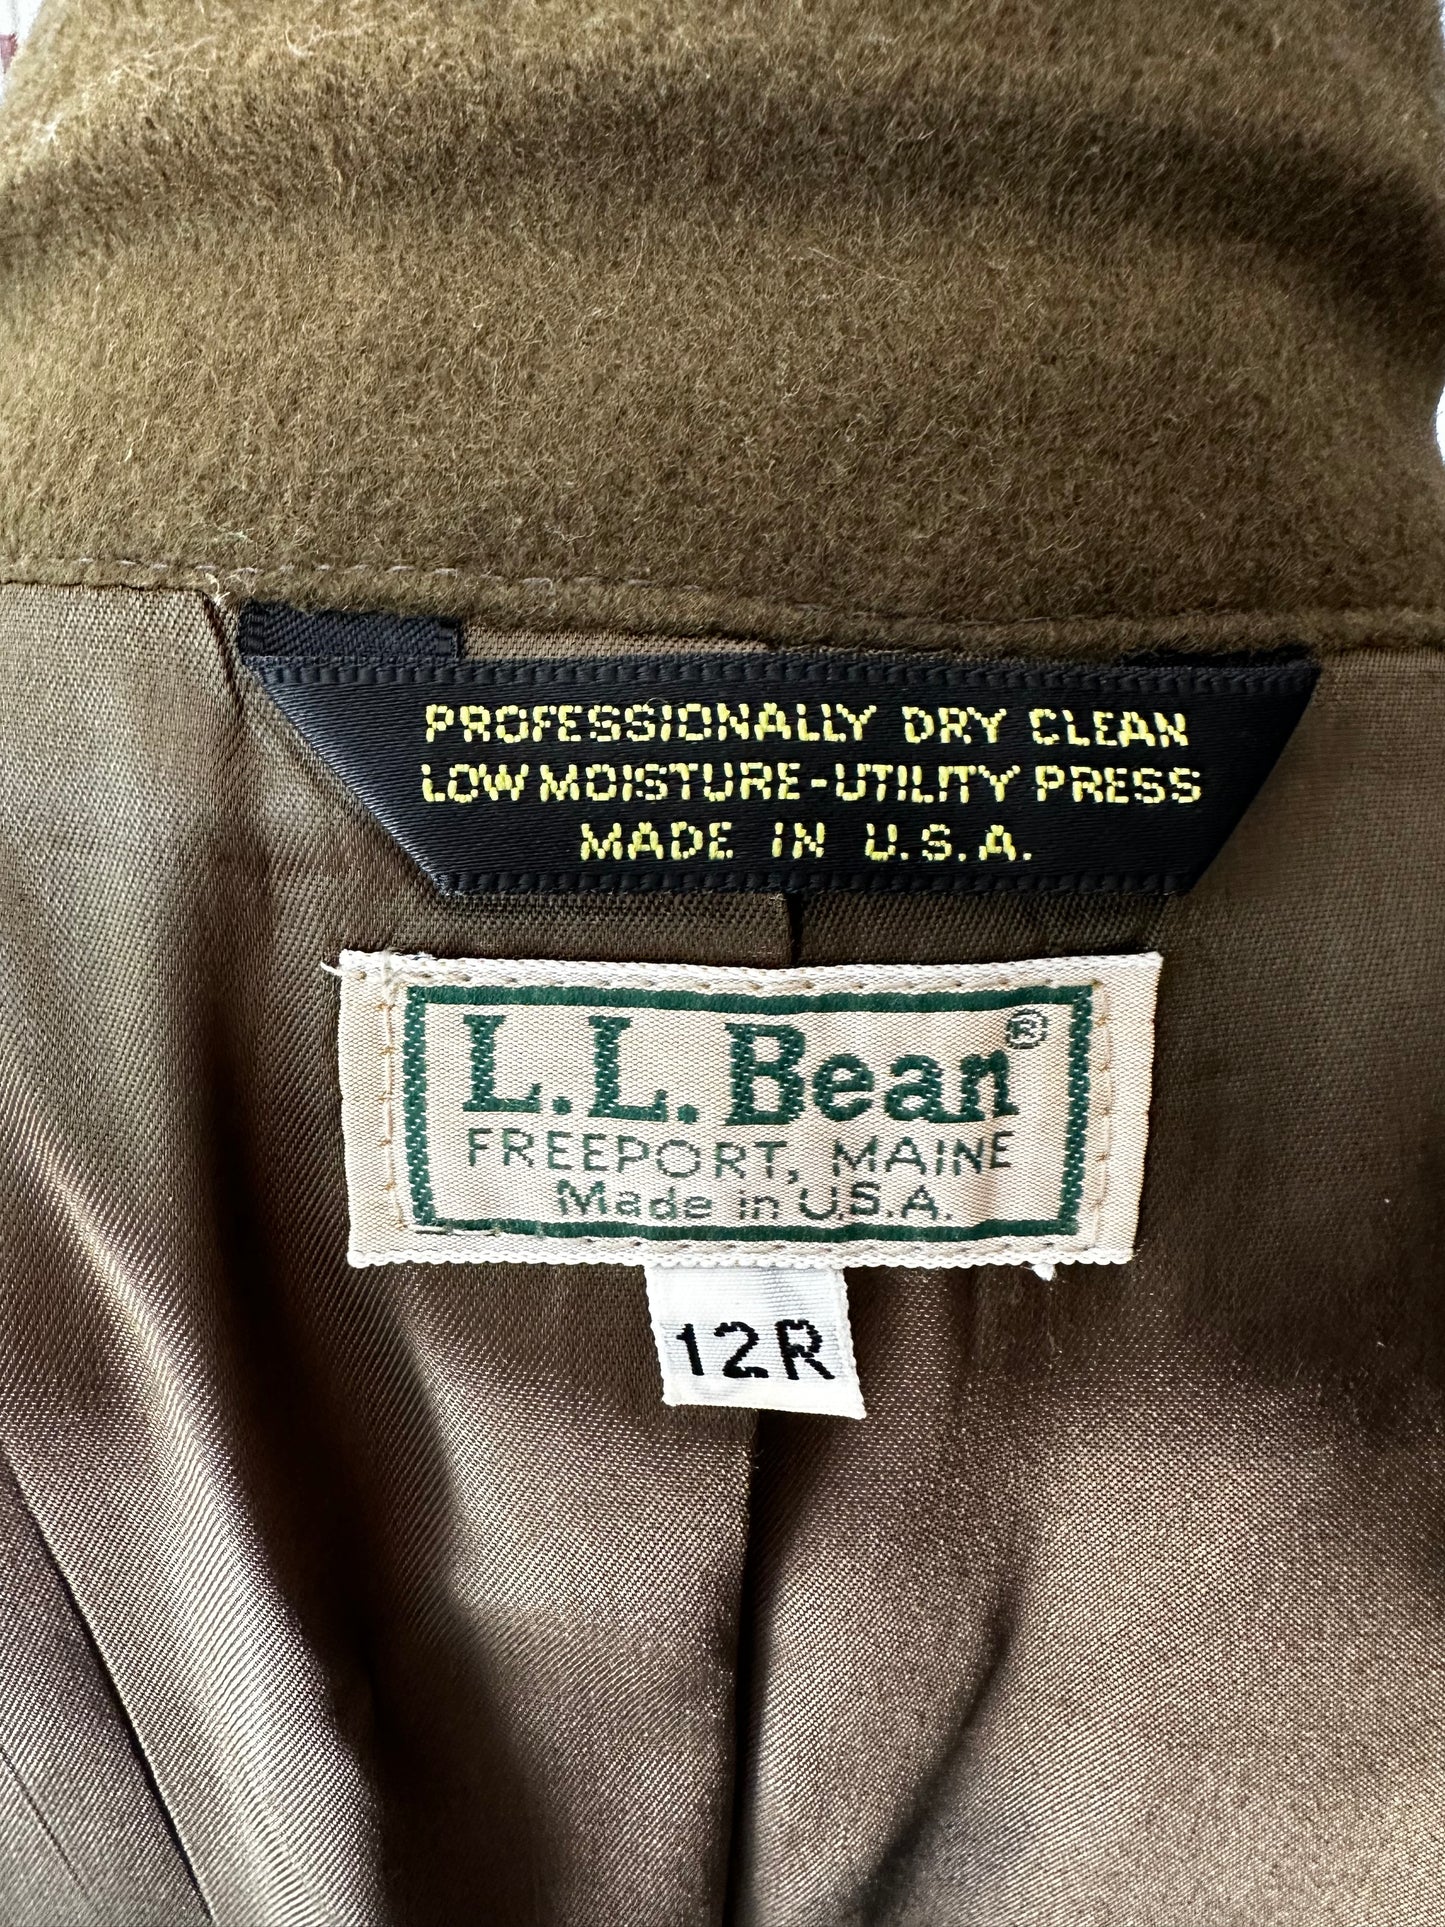 PROFESSIONALLY DRY CLEAN
LOW MOISTURE-UTILITY PRESS
MADE IN U.S.A.
L.L.Bean®
FREEPORT, MAINE
Made in U.S.A.
12R